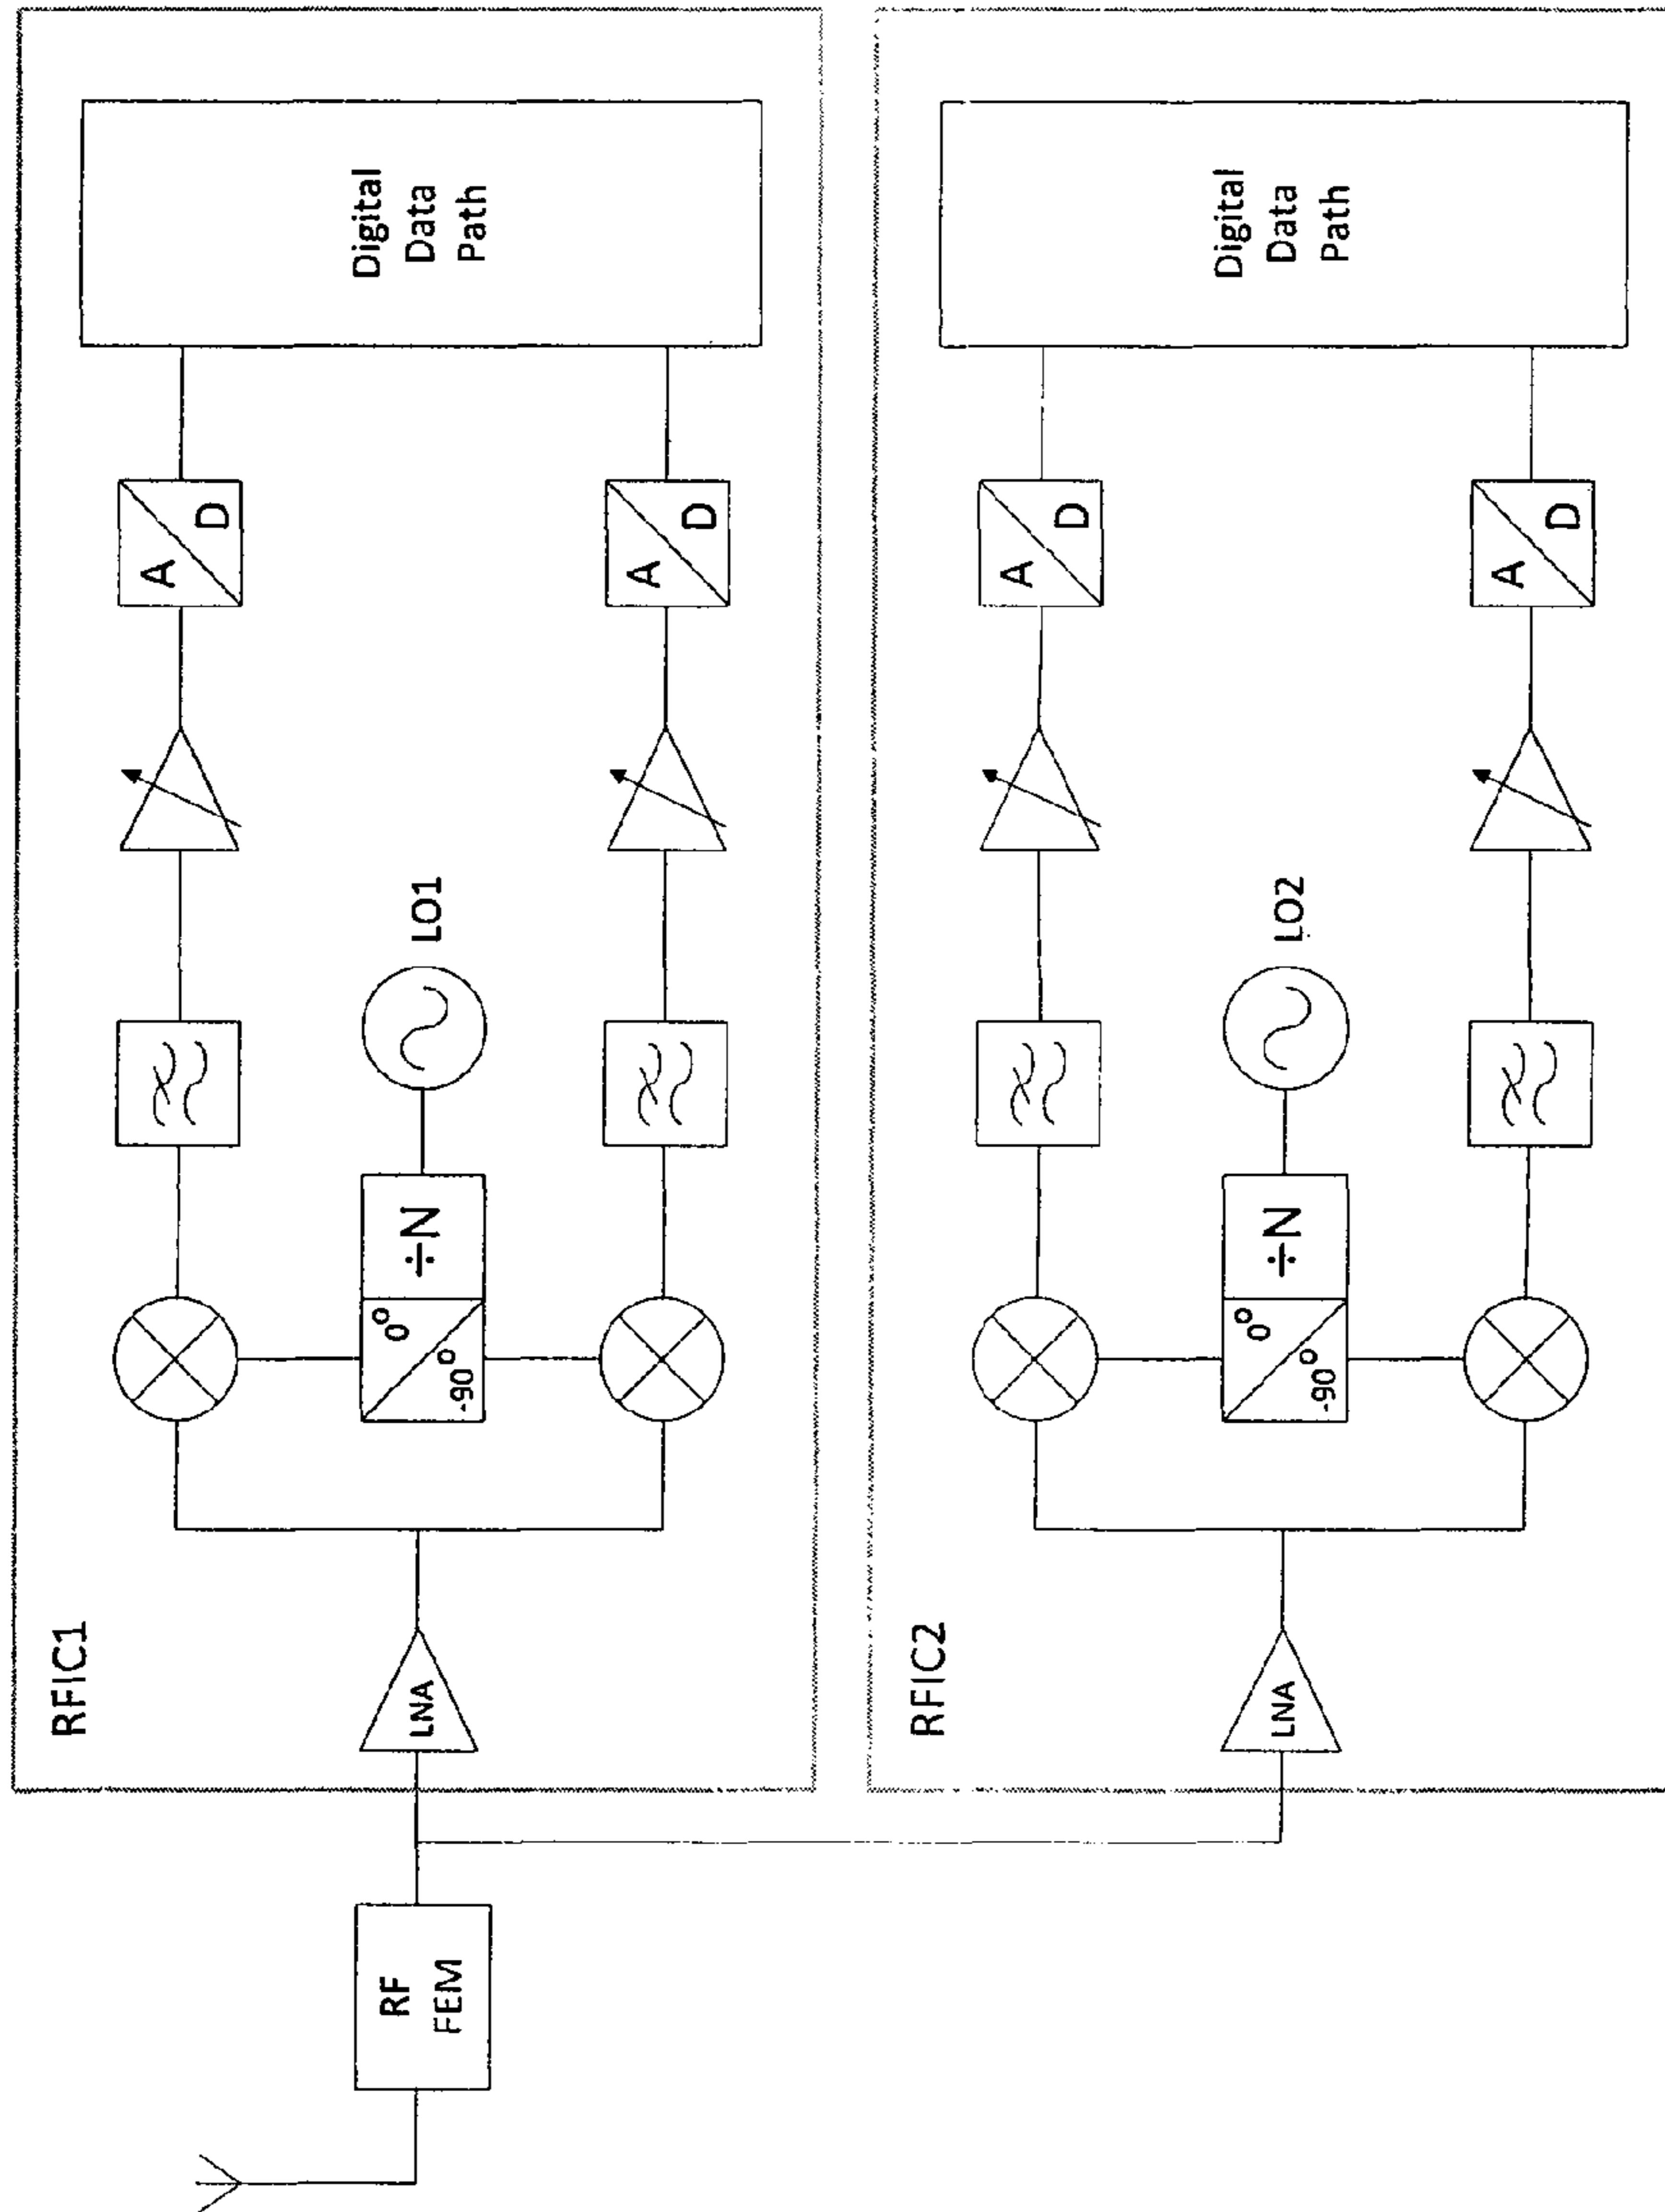 RFIC1
Digital
Data
Path
A
D
A
D
LO1
÷N
0°
-90°
LNA
RF
FEM
RFIC2
Digital
Data
Path
A
D
A
D
LO2
÷N
0°
-90°
LNA